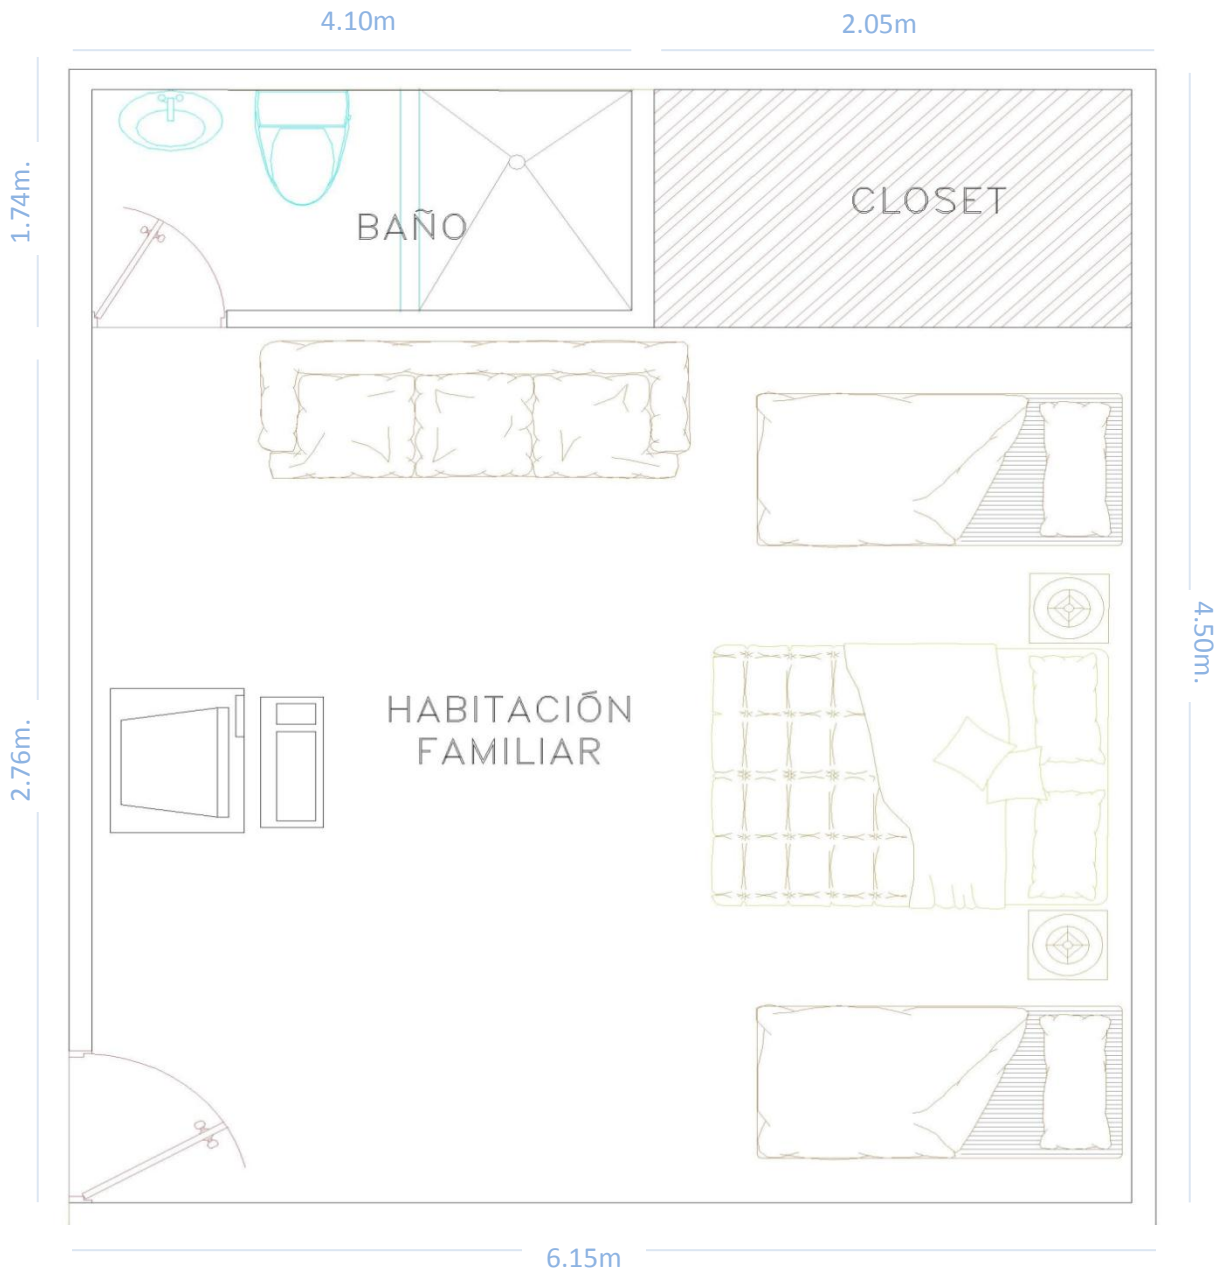 4.10m
2.05m
1.74m.
BAÑO
CLOSET
4.50m.
HABITACIÓN
FAMILIAR
2.76m.
6.15m